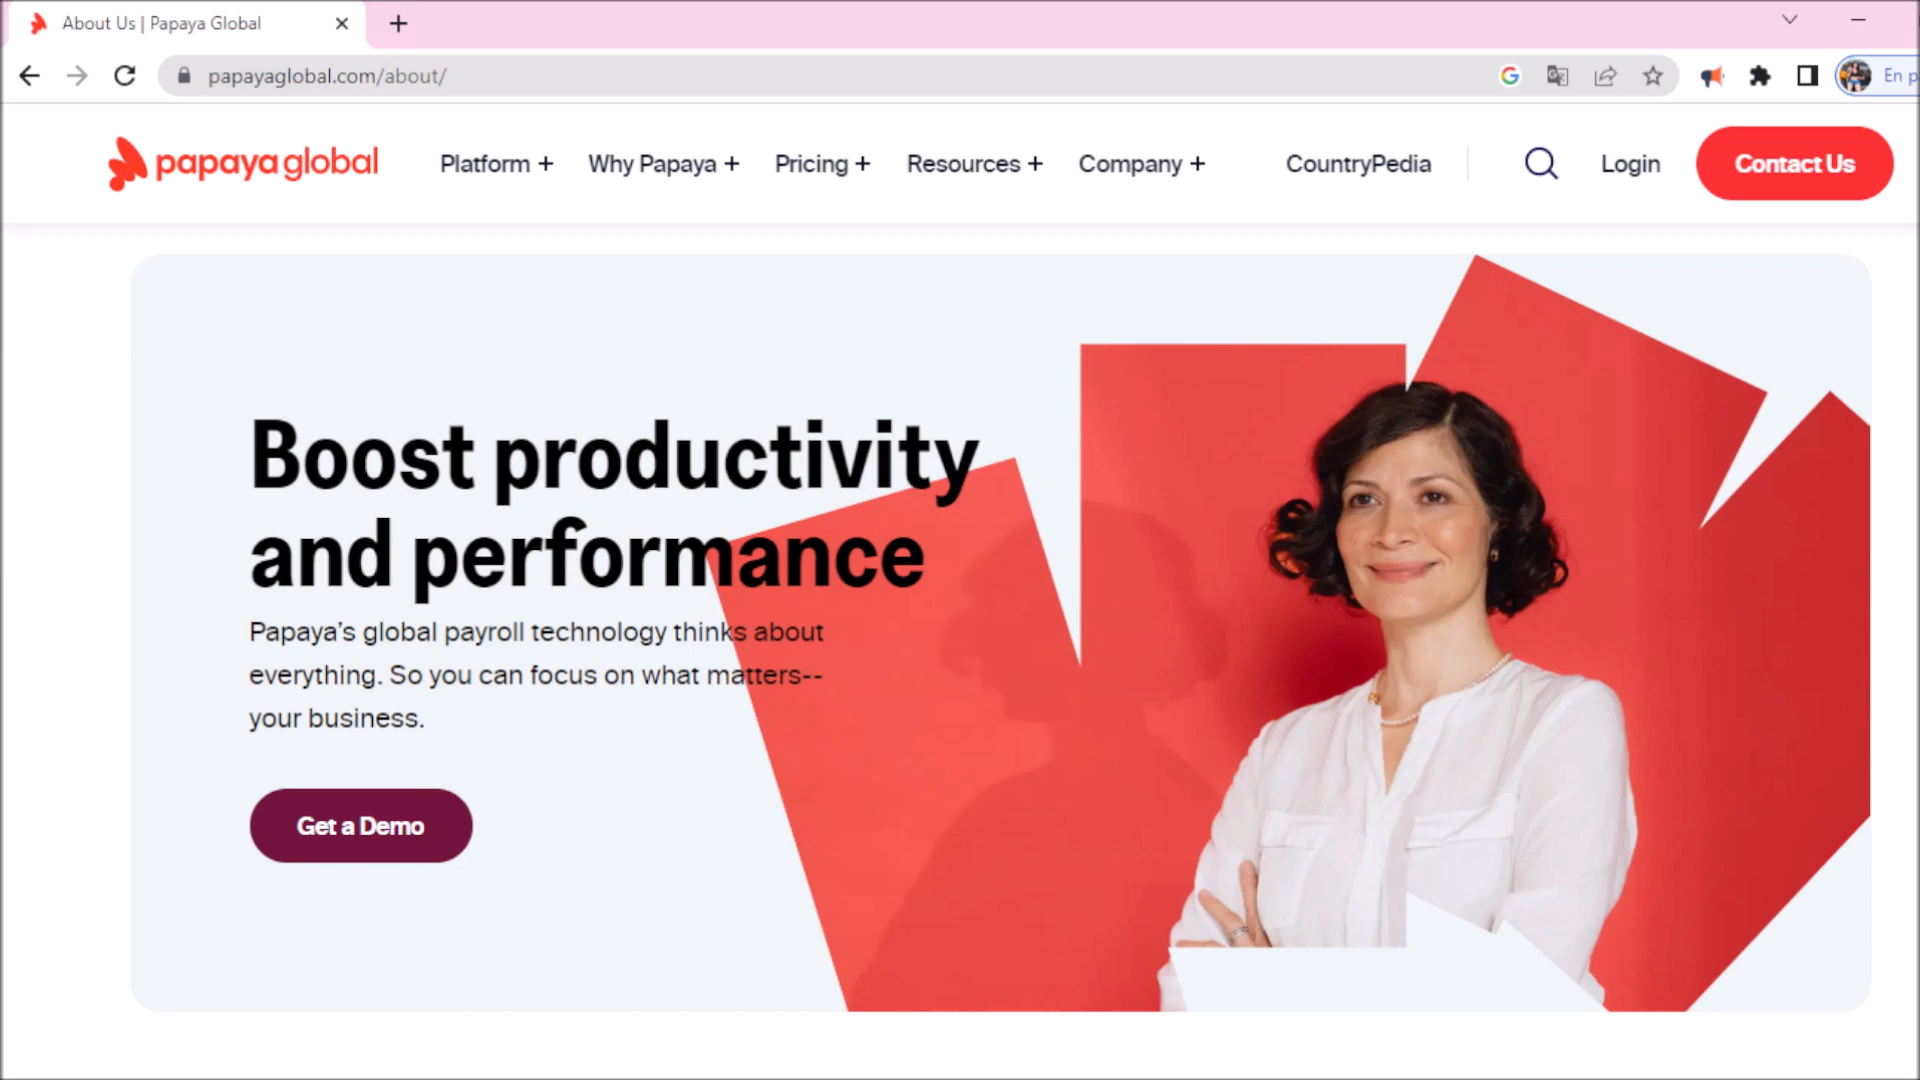 About Us | Papaya Global
papayaglobal.com/about/
En p
papaya global
Platform +
Why Papaya +
Pricing +
Resources +
Company +
CountryPedia
Login
Contact Us
Boost productivity
and performance
Papaya’s global payroll technology thinks about
everything. So you can focus on what matters--
your business.
Get a Demo